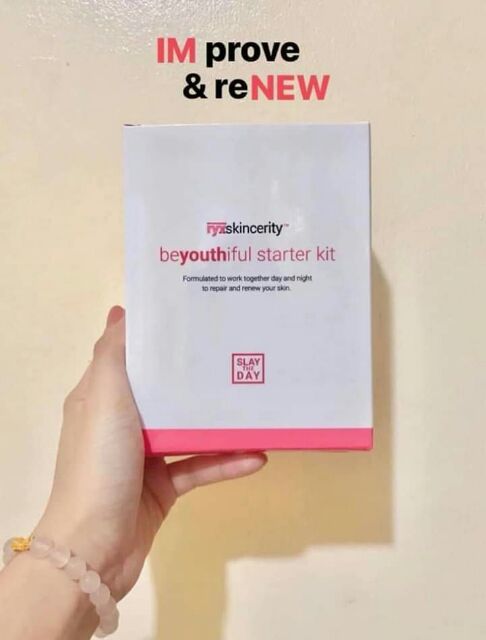 IM prove
& reNEW
ryxskincerity™
beyouthiful starter kit
Formulated to work together day and night
to repair and renew your skin.
SLAY
THE
DAY